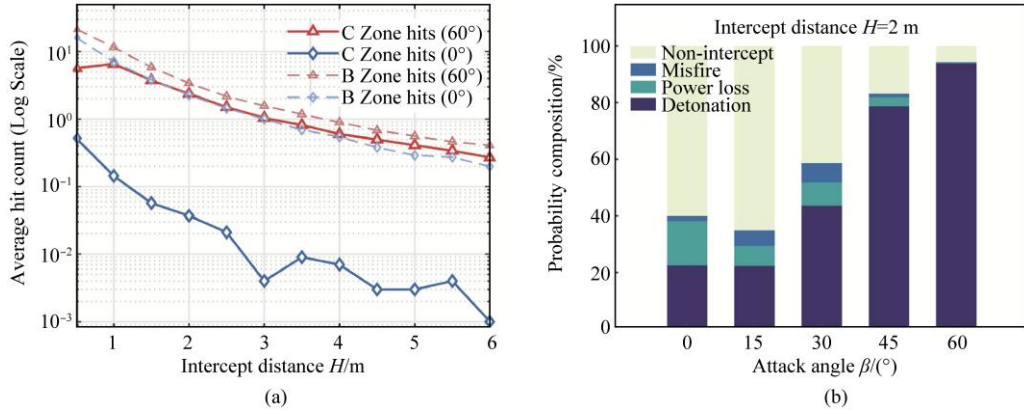 (a)
Average hit count (Log Scale)
10¹
10⁰
10⁻¹
10⁻²
10⁻³
C Zone hits (60°)
C Zone hits (0°)
B Zone hits (60°)
B Zone hits (0°)
1 2 3 4 5 6
Intercept distance H/m
(a)
Probability composition/%
100
80
60
40
20
0
Intercept distance H=2 m
Non-intercept
Misfire
Power loss
Detonation
0 15 30 45 60
Attack angle β/(°)
(b)